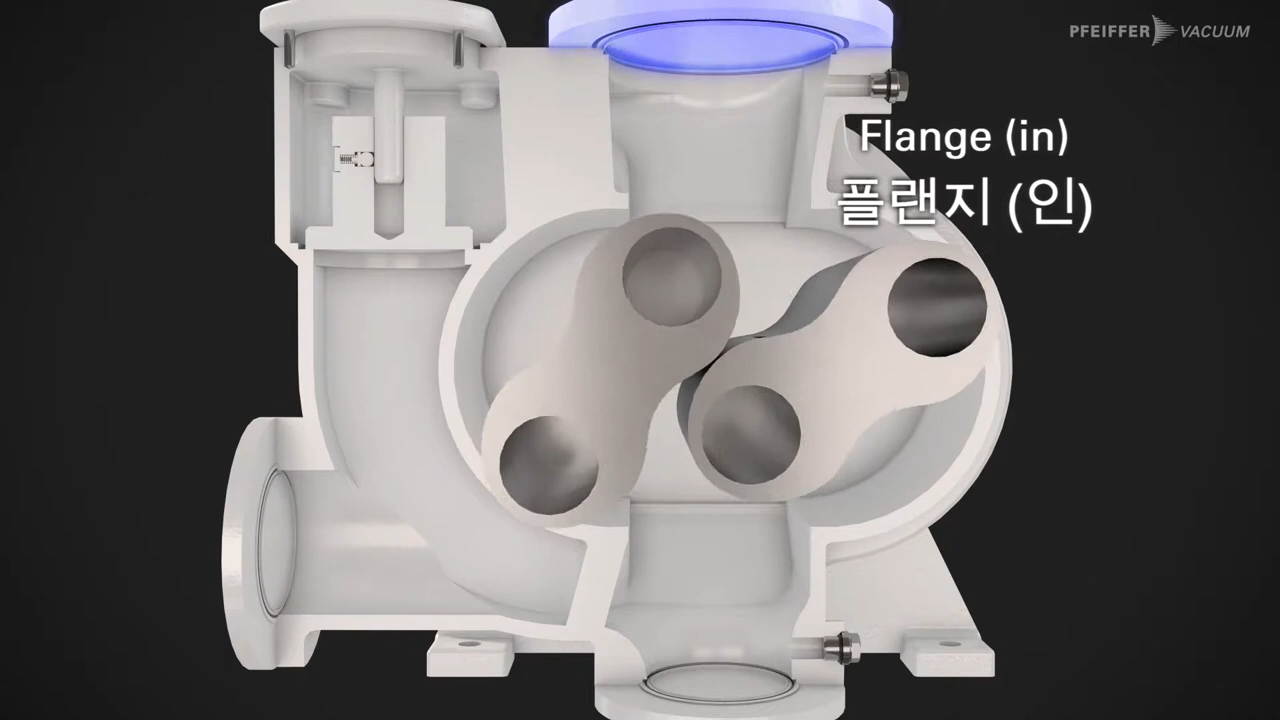 PFEIFFER VACUUM
Flange (in)
플랜지 (인)